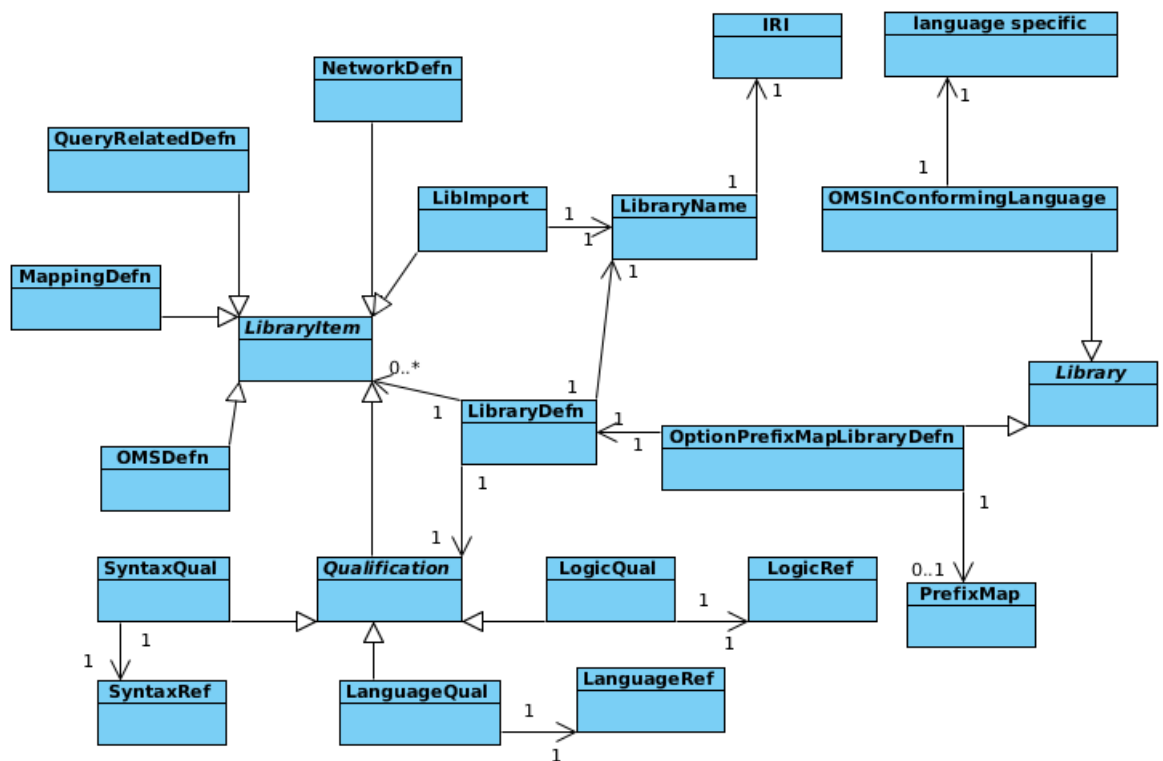 IRI
language specific
NetworkDefn
1
1
QueryRelatedDefn
1
1
LibImport
LibraryName
OMSInConformingLanguage
1
1
1
MappingDefn
LibraryItem
0..*
Library
1
1
LibraryDefn
1
1
OptionPrefixMapLibraryDefn
OMSDefn
1
1
1
SyntaxQual
Qualification
LogicQual
LogicRef
0..1
PrefixMap
1
1
1
1
SyntaxRef
LanguageQual
LanguageRef
1
1